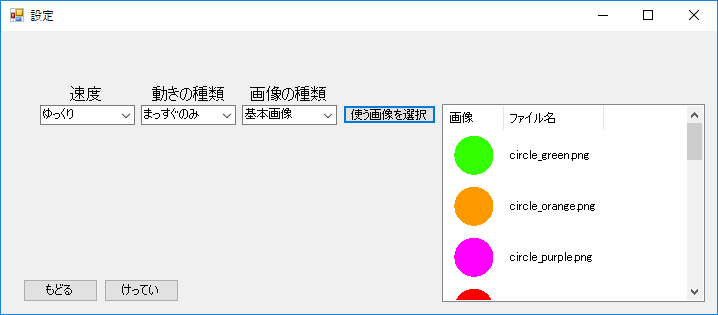 設定
速度 動きの種類 画像の種類
ゆっくり まっすぐのみ 基本画像 使う画像を選択
画像 ファイル名
circle_green.png
circle_orange.png
circle_purple.png
もどる けってい